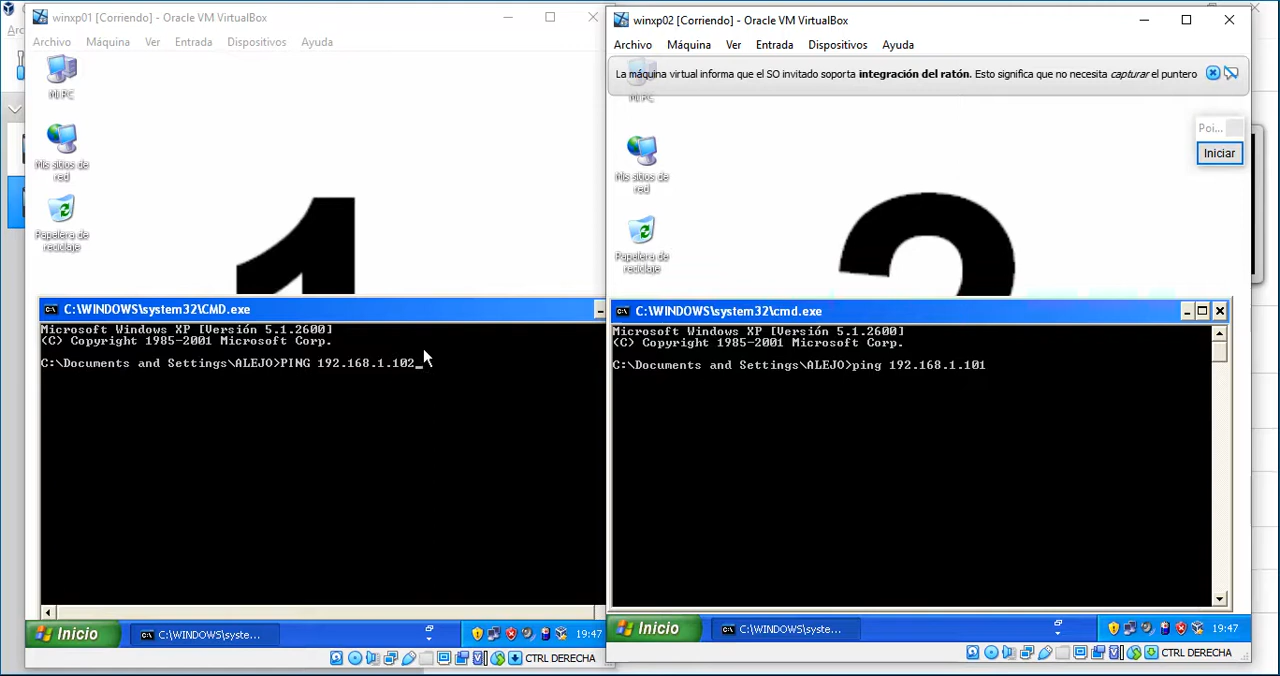 winxp01 [Corriendo] - Oracle VM VirtualBox
Archivo Máquina Ver Entrada Dispositivos Ayuda
Mi PC
Mis sitios de
red
Papelera de
reciclaje
1
C:\WINDOWS\system32\CMD.exe
Microsoft Windows XP [Versión 5.1.2600]
(C) Copyright 1985-2001 Microsoft Corp.
C:\Documents and Settings\ALEJO>PING 192.168.1.102_
Inicio
C:\WINDOWS\syste...
19:47
CTRL DERECHA
winxp02 [Corriendo] - Oracle VM VirtualBox
Archivo Máquina Ver Entrada Dispositivos Ayuda
La máquina virtual informa que el SO invitado soporta integración del ratón. Esto significa que no necesita capturar el puntero
Mi PC
Poi...
Iniciar
Mis sitios de
red
Papelera de
reciclaje
2
C:\WINDOWS\system32\cmd.exe
Microsoft Windows XP [Versión 5.1.2600]
(C) Copyright 1985-2001 Microsoft Corp.
C:\Documents and Settings\ALEJO>ping 192.168.1.101
Inicio
C:\WINDOWS\syste...
19:47
CTRL DERECHA